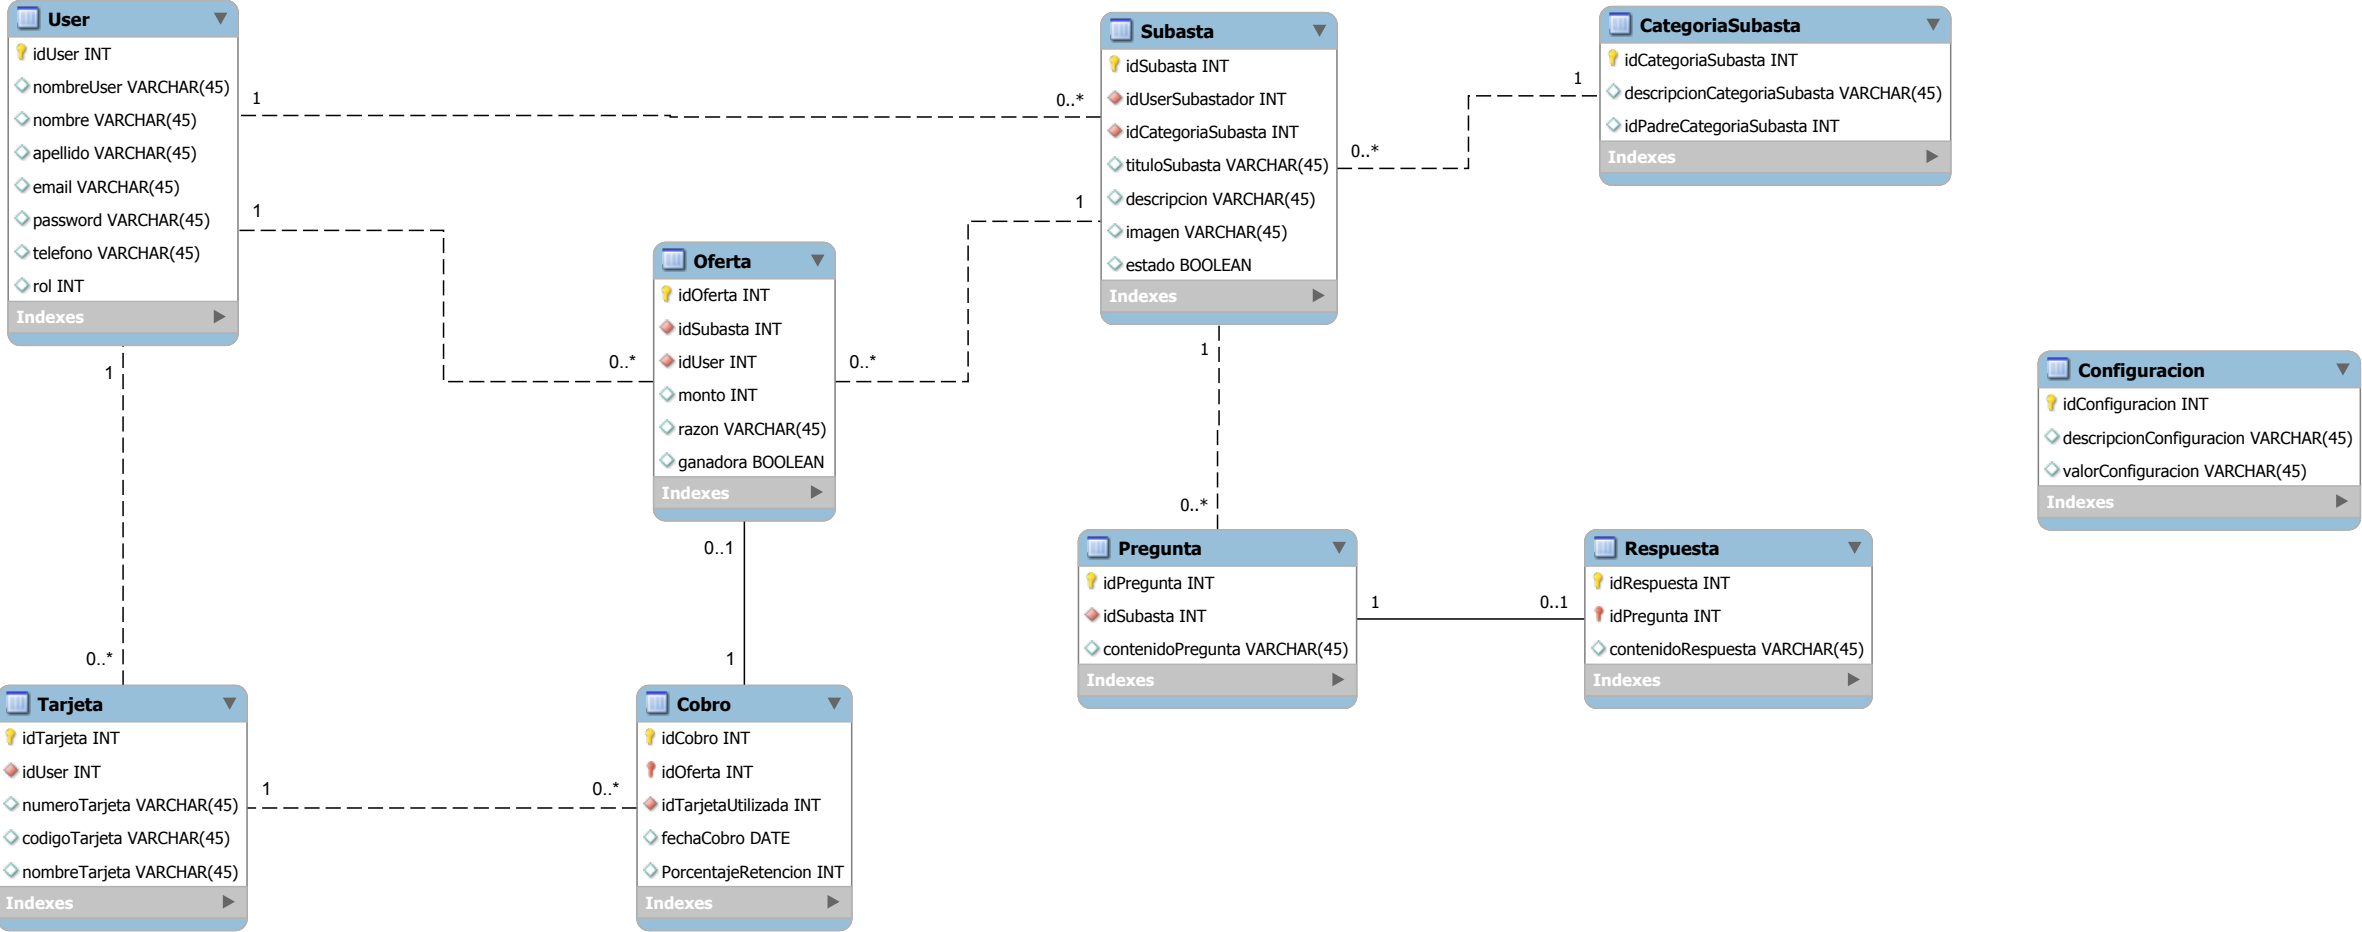 User
idUser INT
nombreUser VARCHAR(45)
nombre VARCHAR(45)
apellido VARCHAR(45)
email VARCHAR(45)
password VARCHAR(45)
telefono VARCHAR(45)
rol INT
Indexes
1
0..*
1
0..*
1
0..*
Subasta
idSubasta INT
idUserSubastador INT
idCategoriaSubasta INT
tituloSubasta VARCHAR(45)
descripcion VARCHAR(45)
imagen VARCHAR(45)
estado BOOLEAN
Indexes
0..*
1
1
0..*
1
0..*
CategoriaSubasta
idCategoriaSubasta INT
descripcionCategoriaSubasta VARCHAR(45)
idPadreCategoriaSubasta INT
Indexes
Oferta
idOferta INT
idSubasta INT
idUser INT
monto INT
razon VARCHAR(45)
ganadora BOOLEAN
Indexes
0..1
1
Configuracion
idConfiguracion INT
descripcionConfiguracion VARCHAR(45)
valorConfiguracion VARCHAR(45)
Indexes
Pregunta
idPregunta INT
idSubasta INT
contenidoPregunta VARCHAR(45)
Indexes
1
0..1
Respuesta
idRespuesta INT
idPregunta INT
contenidoRespuesta VARCHAR(45)
Indexes
Tarjeta
idTarjeta INT
idUser INT
numeroTarjeta VARCHAR(45)
codigoTarjeta VARCHAR(45)
nombreTarjeta VARCHAR(45)
Indexes
1
0..*
Cobro
idCobro INT
idOferta INT
idTarjetaUtilizada INT
fechaCobro DATE
PorcentajeRetencion INT
Indexes